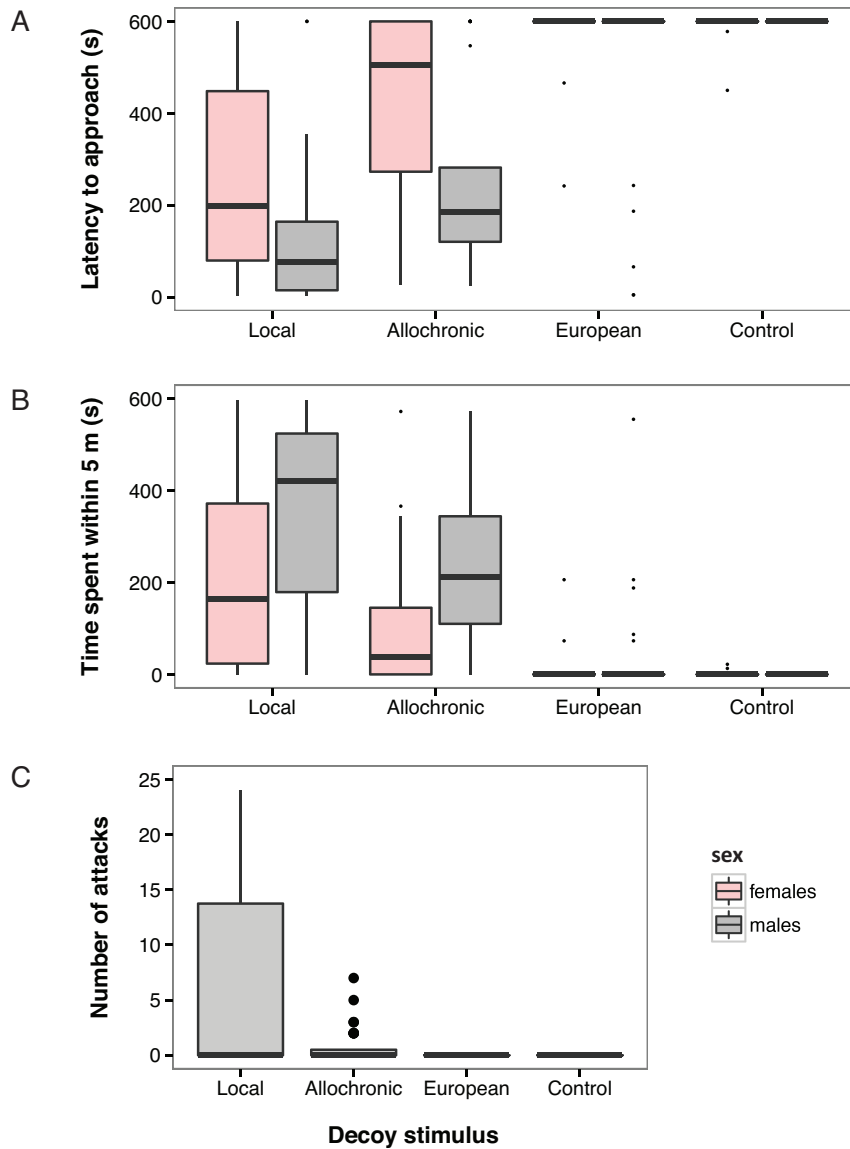 A
Latency to approach (s)
600
400
200
0
Local Allochronic European Control
B
Time spent within 5 m (s)
600
400
200
0
Local Allochronic European Control
C
Number of attacks
25
20
15
10
5
0
Local Allochronic European Control
Decoy stimulus
sex
females
males